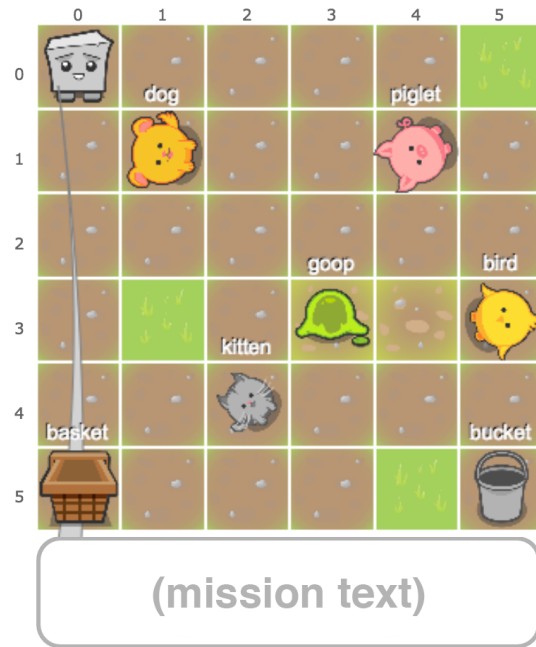 0 1 2 3 4 5
0
dog piglet
1
2
goop bird
3
kitten
4
basket bucket
5
(mission text)